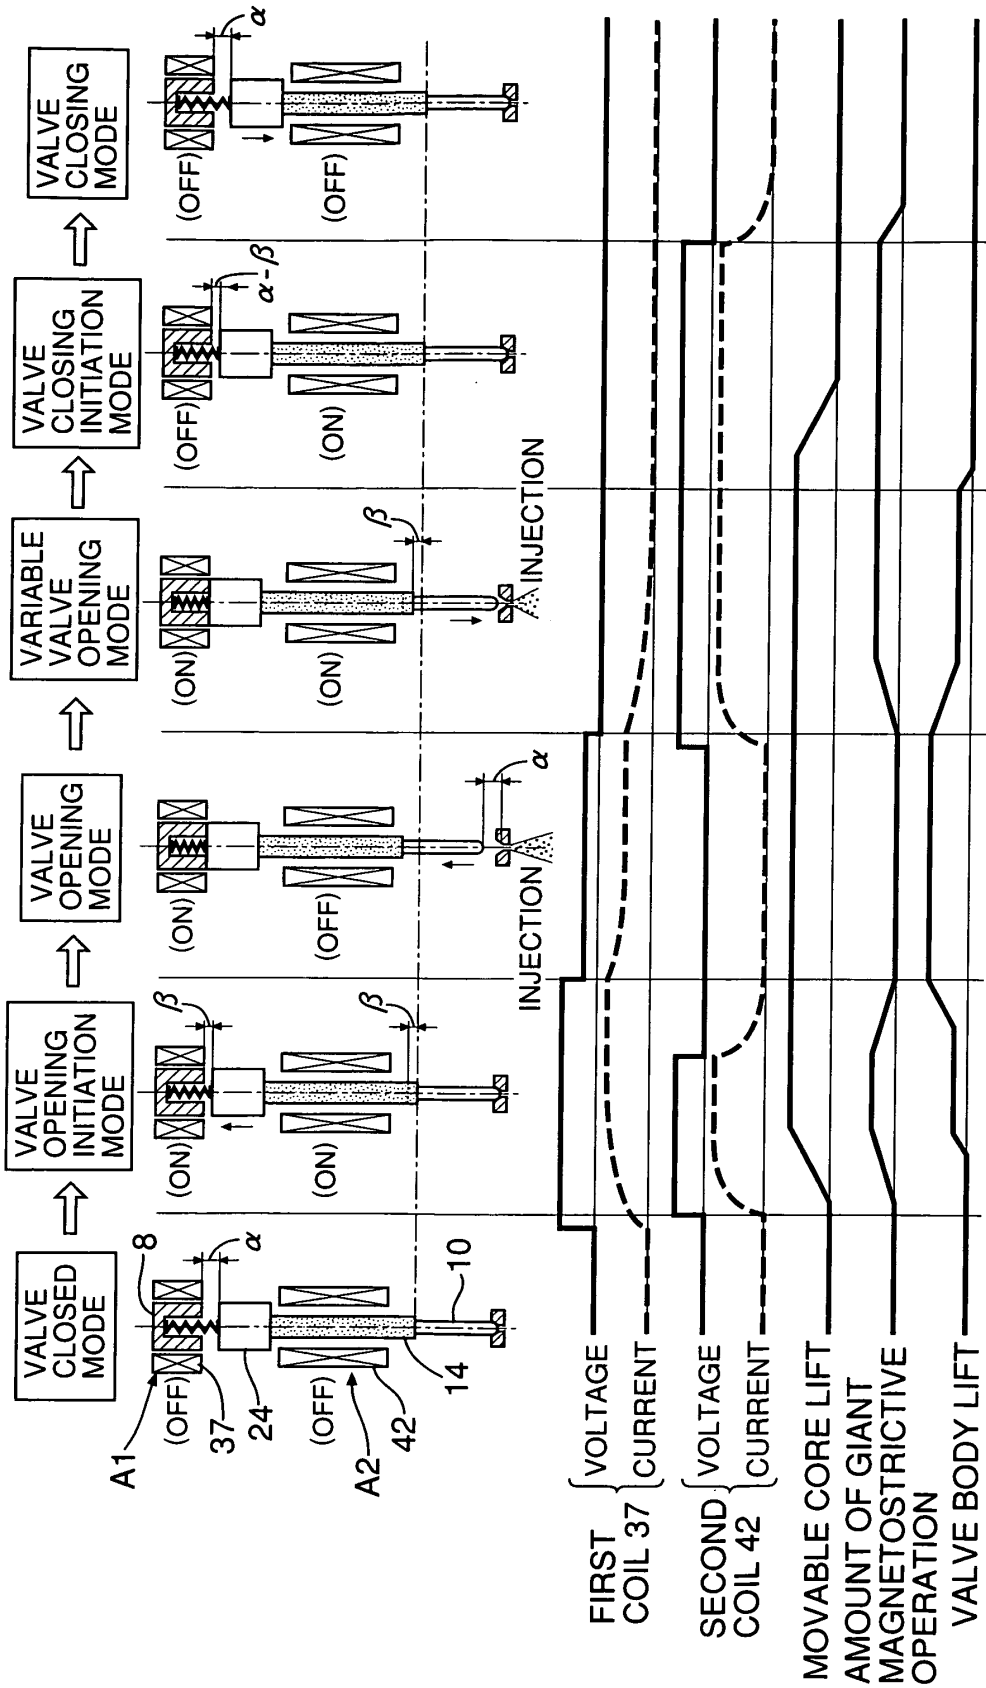 VALVE
CLOSED
MODE
VALVE
OPENING
INITIATION
MODE
VALVE
OPENING
MODE
VARIABLE
VALVE
OPENING
MODE
VALVE
CLOSING
INITIATION
MODE
VALVE
CLOSING
MODE
A1
8
α
(OFF)
37
24
(OFF)
A2
42
14
10
β
(ON)
(ON)
β
(ON)
(OFF)
α
INJECTION
(ON)
(ON)
β
INJECTION
α-β
(OFF)
(ON)
α
(OFF)
(OFF)
FIRST
COIL 37
VOLTAGE
CURRENT
SECOND
COIL 42
VOLTAGE
CURRENT
MOVABLE CORE LIFT
AMOUNT OF GIANT
MAGNETOSTRICTIVE
OPERATION
VALVE BODY LIFT